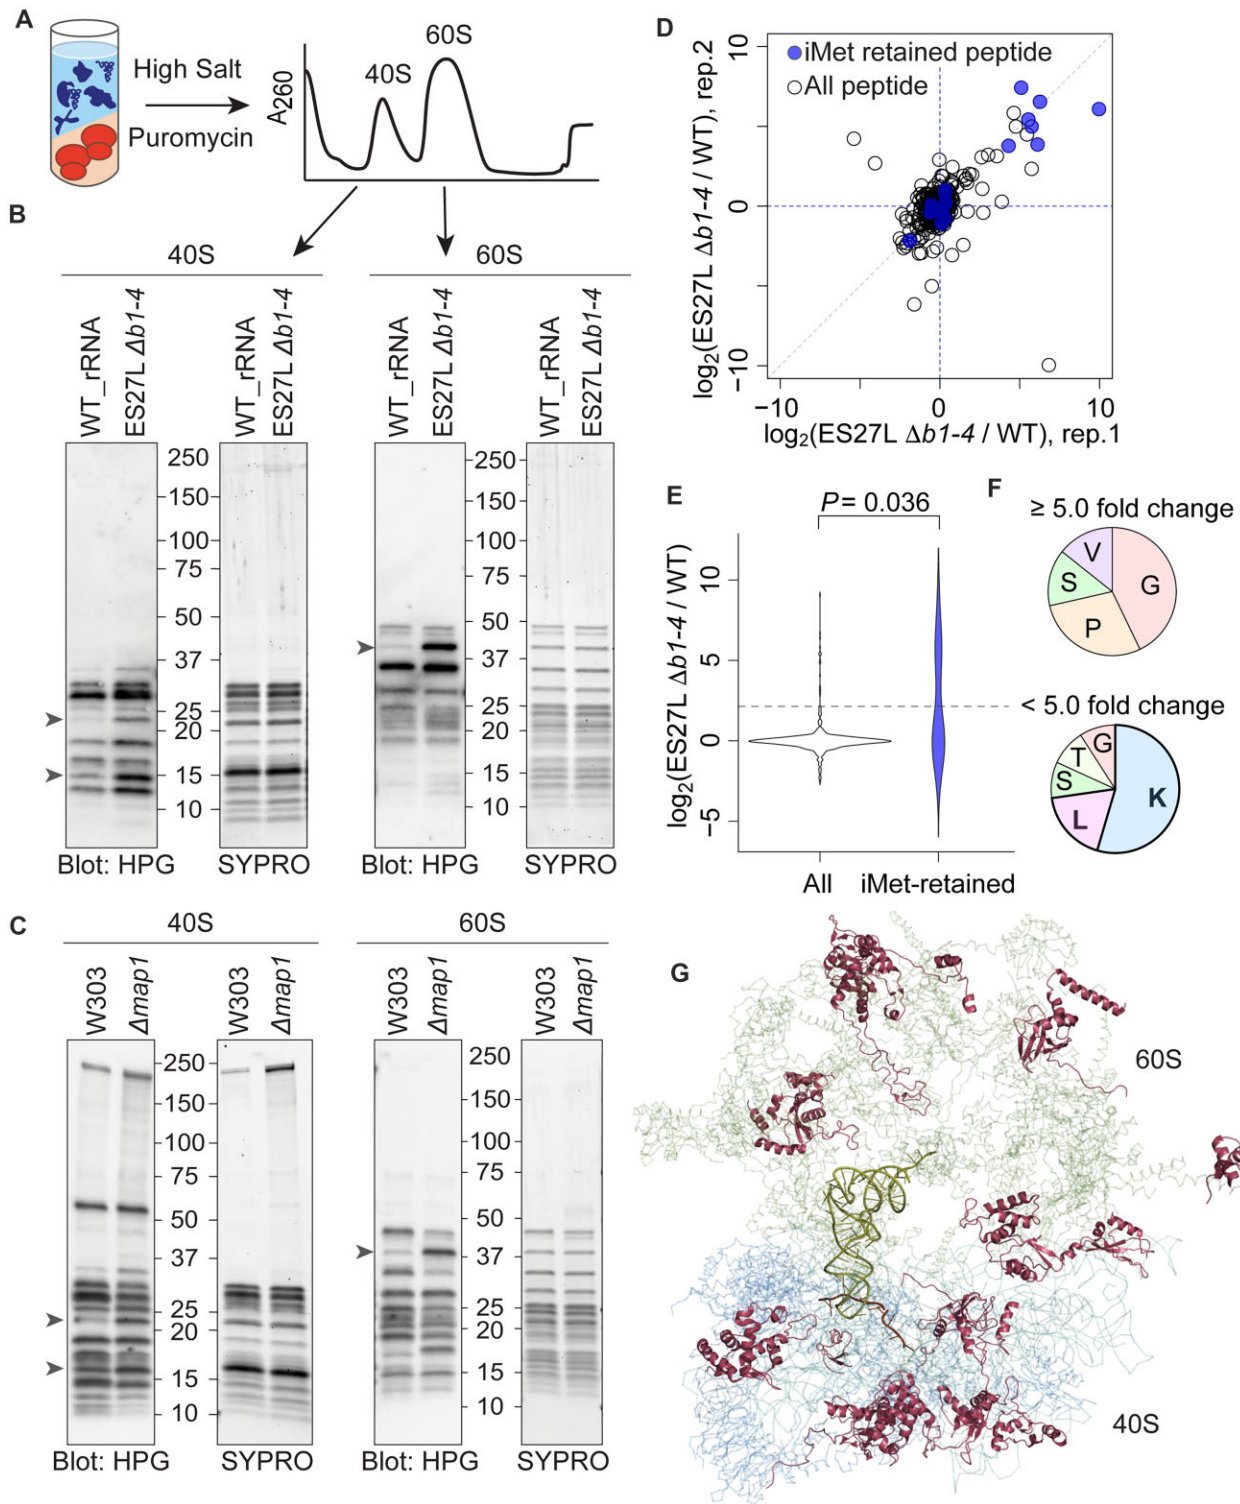 A
High Salt
Puromycin
A260
40S
60S
B
40S
60S
WT_rRNA
ES27L Δb1-4
WT_rRNA
ES27L Δb1-4
WT_rRNA
ES27L Δb1-4
WT_rRNA
ES27L Δb1-4
250
150
100
75
50
37
25
20
15
10
250
150
100
75
50
37
25
20
15
10
Blot: HPG
SYPRO
Blot: HPG
SYPRO
C
40S
60S
W303
Δmap1
W303
Δmap1
W303
Δmap1
W303
Δmap1
250
150
100
75
50
37
25
20
15
10
250
150
100
75
50
37
25
20
15
10
Blot: HPG
SYPRO
Blot: HPG
SYPRO
D
iMet retained peptide
All peptide
log2(ES27L Δb1-4 / WT), rep.2
10
0
−10
−10
0
10
log2(ES27L Δb1-4 / WT), rep.1
E
P = 0.036
log2(ES27L Δb1-4 / WT)
10
5
0
−5
All
iMet-retained
F
≥ 5.0 fold change
V
S
G
P
< 5.0 fold change
G
T
S
L
K
G
60S
40S